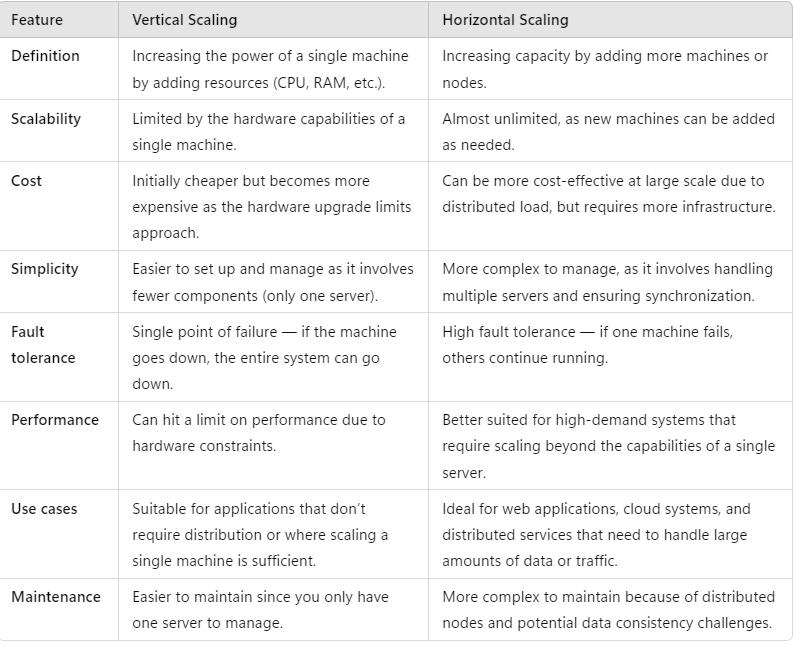 Feature Vertical Scaling Horizontal Scaling
Definition Increasing the power of a single machine Increasing capacity by adding more machines or
by adding resources (CPU, RAM, etc.). nodes.
Scalability Limited by the hardware capabilities of a Almost unlimited, as new machines can be added
single machine. as needed.
Cost Initially cheaper but becomes more Can be more cost-effective at large scale due to
expensive as the hardware upgrade limits distributed load, but requires more infrastructure.
approach.
Simplicity Easier to set up and manage as it involves More complex to manage, as it involves handling
fewer components (only one server). multiple servers and ensuring synchronization.
Fault Single point of failure — if the machine High fault tolerance — if one machine fails,
tolerance goes down, the entire system can go others continue running.
down.
Performance Can hit a limit on performance due to Better suited for high-demand systems that
hardware constraints. require scaling beyond the capabilities of a single
server.
Use cases Suitable for applications that don't Ideal for web applications, cloud systems, and
require distribution or where scaling a distributed services that need to handle large
single machine is sufficient. amounts of data or traffic.
Maintenance Easier to maintain since you only have More complex to maintain because of distributed
one server to manage. nodes and potential data consistency challenges.